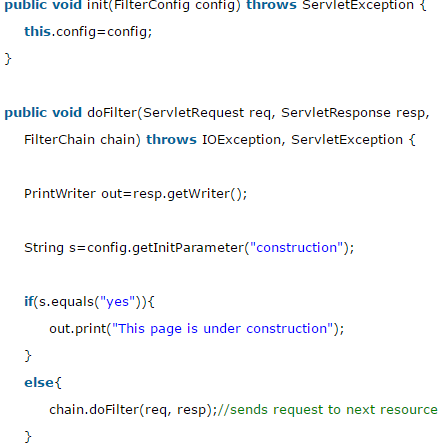 public void init(FilterConfig config) throws ServletException {
this.config=config;
}
public void doFilter(ServletRequest req, ServletResponse resp,
FilterChain chain) throws IOException, ServletException {
PrintWriter out=resp.getWriter();
String s=config.getInitParameter("construction");
if(s.equals("yes")){
out.print("This page is under construction");
}
else{
chain.doFilter(req, resp);//sends request to next resource
}